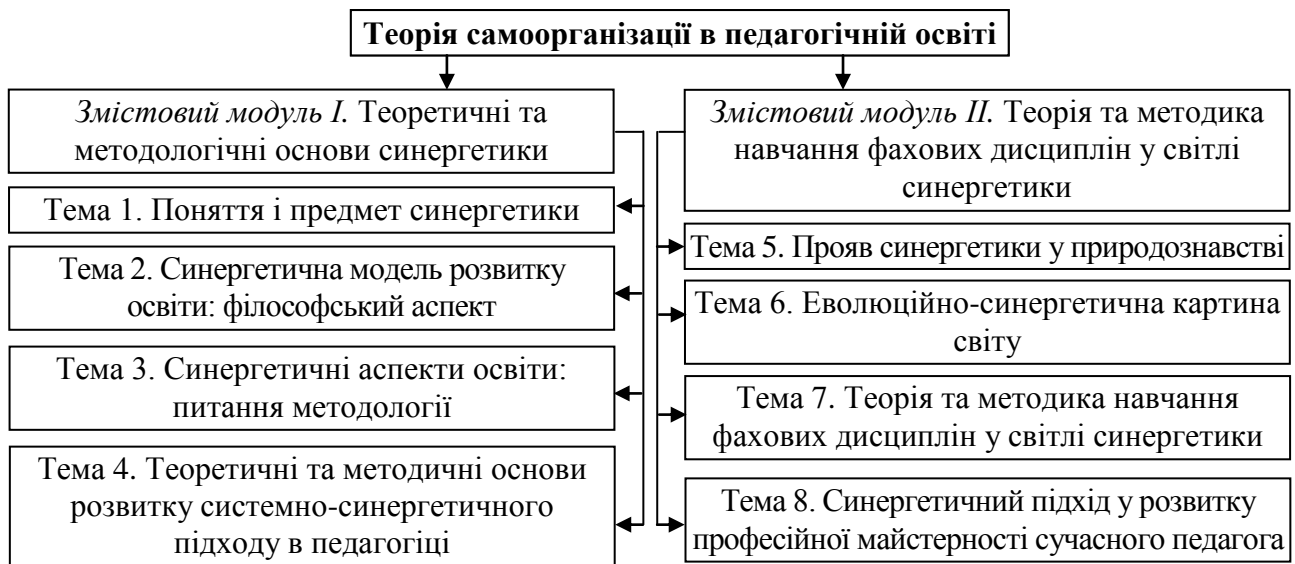 Теорія самоорганізації в педагогічній освіті
Змістовий модуль І. Теоретичні та
методологічні основи синергетики
Тема 1. Поняття і предмет синергетики
Тема 2. Синергетична модель розвитку
освіти: філософський аспект
Тема 3. Синергетичні аспекти освіти:
питання методології
Тема 4. Теоретичні та методичні основи
розвитку системно-синергетичного
підходу в педагогіці
Змістовий модуль ІІ. Теорія та методика
навчання фахових дисциплін у світлі
синергетики
Тема 5. Прояв синергетики у природознавстві
Тема 6. Еволюційно-синергетична картина
світу
Тема 7. Теорія та методика навчання
фахових дисциплін у світлі синергетики
Тема 8. Синергетичний підхід у розвитку
професійної майстерності сучасного педагога